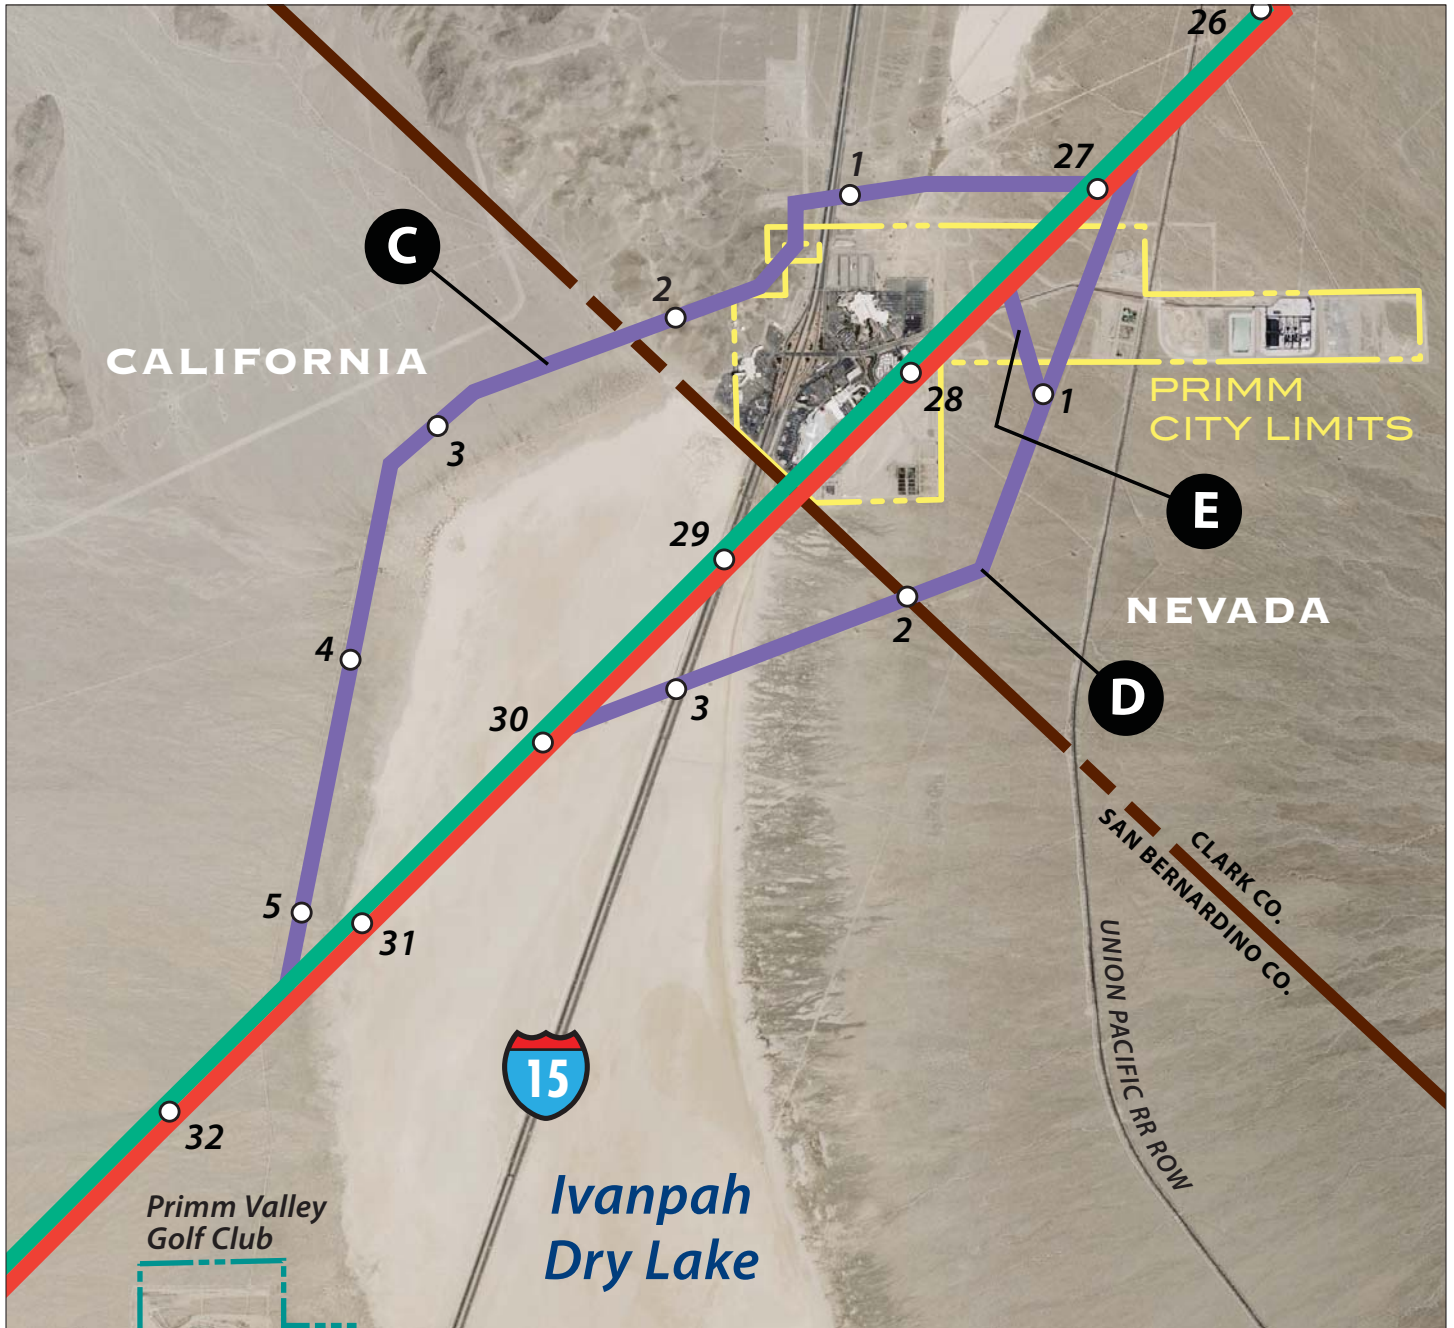 26
27
1
C
2
CALIFORNIA
28
PRIMM
CITY LIMITS
1
3
E
29
NEVADA
4
2
D
3
30
CLARK CO.
SAN BERNARDINO CO.
5
31
UNION PACIFIC RR ROW
15
32
Ivanpah
Dry Lake
Primm Valley
Golf Club